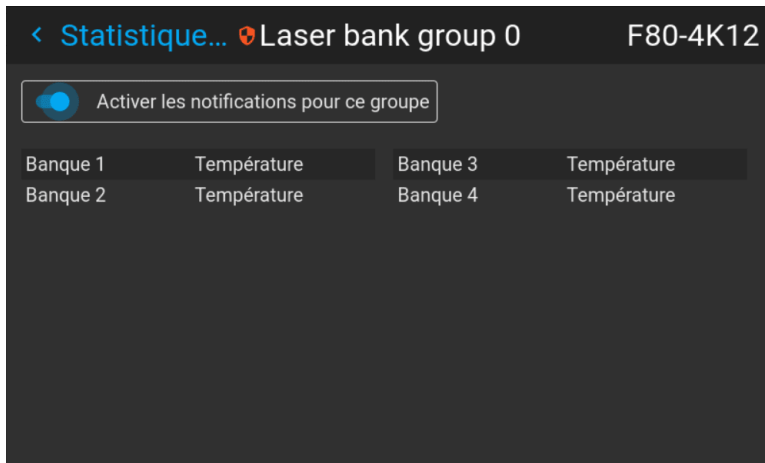 Statistique... Laser bank group 0 F80-4K12
Activer les notifications pour ce groupe
Banque 1 Température Banque 3 Température
Banque 2 Température Banque 4 Température